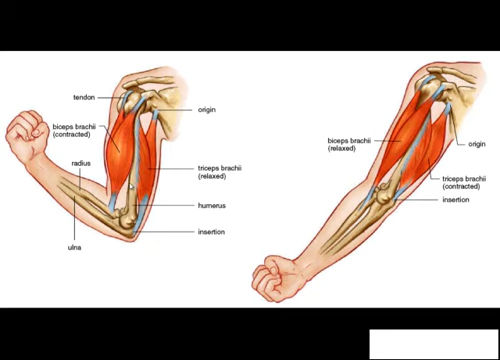 tendon
origin
biceps brachii
(contracted)
radius
triceps brachii
(relaxed)
humerus
insertion
ulna
biceps brachii
(relaxed)
origin
triceps brachii
(contracted)
insertion